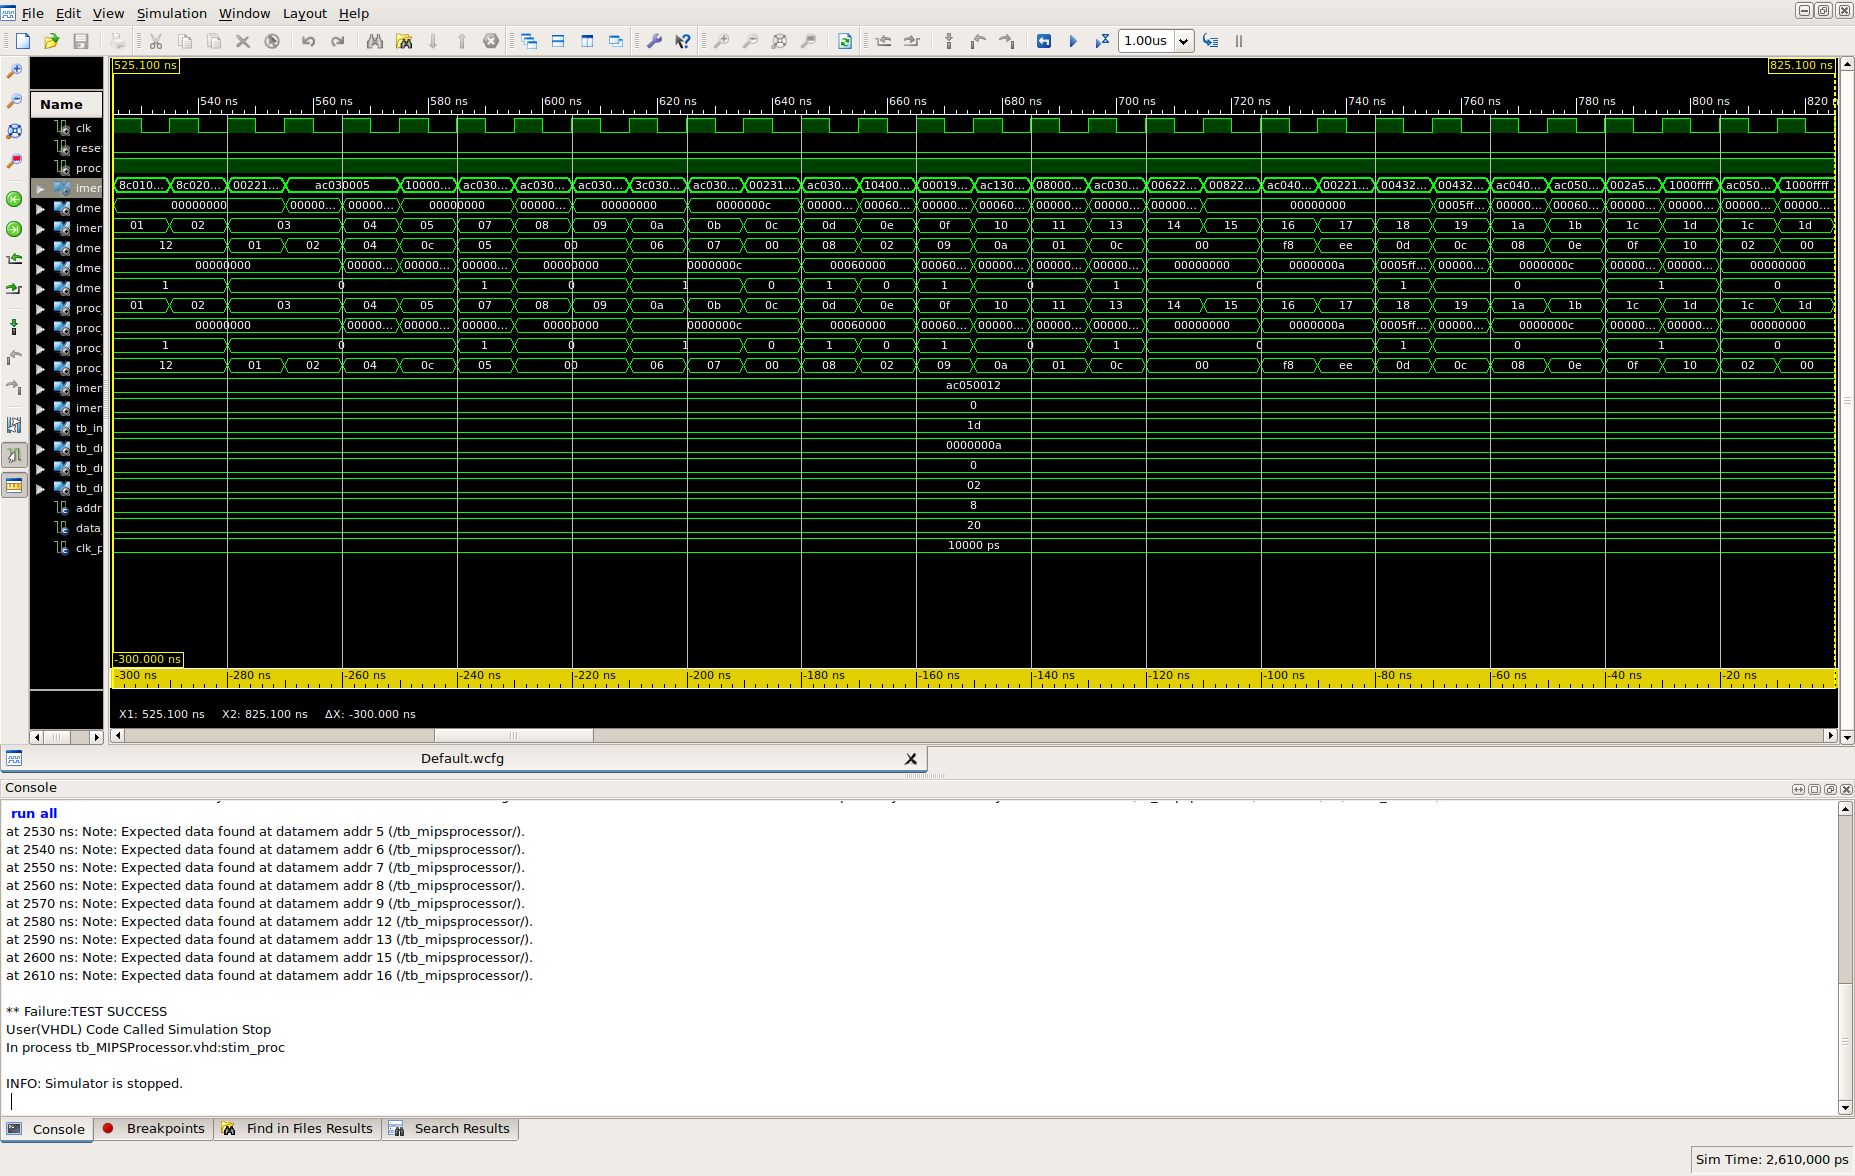 File Edit View Simulation Window Layout Help
1.00us
525.100 ns 825.100 ns
Name
540 ns 560 ns 580 ns 600 ns 620 ns 640 ns 660 ns 680 ns 700 ns 720 ns 740 ns 760 ns 780 ns 800 ns 820
clk
rese
proc
imer 8c010... 8c020... 00221... ac030005 10000... ac030... ac030... ac030... 3c030... ac030... 00231... ac030... 10400... 00019... ac130... 08000... ac030... 00622... 00822... ac040... 00221... 00432... 00432... ac040... ac050... 002a5... 1000ffff ac050... 1000ffff
dme 00000000 00000... 00000... 00000000 00000... 00000000 0000000c 00000... 00060... 00000... 00060... 00000... 00000... 00000... 00000000 0005ff... 00000... 00060... 00000... 00000... 00000... 00000...
imer 01 02 03 04 05 07 08 09 0a 0b 0c 0d 0e 0f 10 11 13 14 15 16 17 18 19 1a 1b 1c 1d 1c 1d
dme 12 01 02 04 0c 05 00 06 07 00 08 02 09 0a 01 0c 00 f8 ee 0d 0c 08 0e 0f 10 02 00
dme 00000000 00000... 00000... 00000... 00000000 0000000c 00060000 00060... 00000... 00000... 00000... 00000000 0000000a 0005ff... 00000... 0000000c 00000... 00000... 00000000
dme 1 0 1 0 1 0 1 0 1 0 1 0 1 0 1 0
proc_ 01 02 03 04 05 07 08 09 0a 0b 0c 0d 0e 0f 10 11 13 14 15 16 17 18 19 1a 1b 1c 1d 1c 1d
proc_ 00000000 00000... 00000... 00000... 00000000 0000000c 00060000 00060... 00000... 00000... 00000... 00000000 0000000a 0005ff... 00000... 0000000c 00000... 00000... 00000000
proc_ 1 0 1 0 1 0 1 0 1 0 1 0 1 0 1 0
proc_ 12 01 02 04 0c 05 00 06 07 00 08 02 09 0a 01 0c 00 f8 ee 0d 0c 08 0e 0f 10 02 00
imer ac050012
imer 0
tb_in 1d
tb_di 0000000a
tb_di 0
tb_di 02
addr 8
data_ 20
clk_p 10000 ps
-300.000 ns
-300 ns -280 ns -260 ns -240 ns -220 ns -200 ns -180 ns -160 ns -140 ns -120 ns -100 ns -80 ns -60 ns -40 ns -20 ns
X1: 525.100 ns X2: 825.100 ns ΔX: -300.000 ns
Default.wcfg
Console
run all
at 2530 ns: Note: Expected data found at datamem addr 5 (/tb_mipsprocessor/).
at 2540 ns: Note: Expected data found at datamem addr 6 (/tb_mipsprocessor/).
at 2550 ns: Note: Expected data found at datamem addr 7 (/tb_mipsprocessor/).
at 2560 ns: Note: Expected data found at datamem addr 8 (/tb_mipsprocessor/).
at 2570 ns: Note: Expected data found at datamem addr 9 (/tb_mipsprocessor/).
at 2580 ns: Note: Expected data found at datamem addr 12 (/tb_mipsprocessor/).
at 2590 ns: Note: Expected data found at datamem addr 13 (/tb_mipsprocessor/).
at 2600 ns: Note: Expected data found at datamem addr 15 (/tb_mipsprocessor/).
at 2610 ns: Note: Expected data found at datamem addr 16 (/tb_mipsprocessor/).
** Failure:TEST SUCCESS
User(VHDL) Code Called Simulation Stop
In process tb_MIPSProcessor.vhd:stim_proc
INFO: Simulator is stopped.
Console Breakpoints Find in Files Results Search Results
Sim Time: 2,610,000 ps